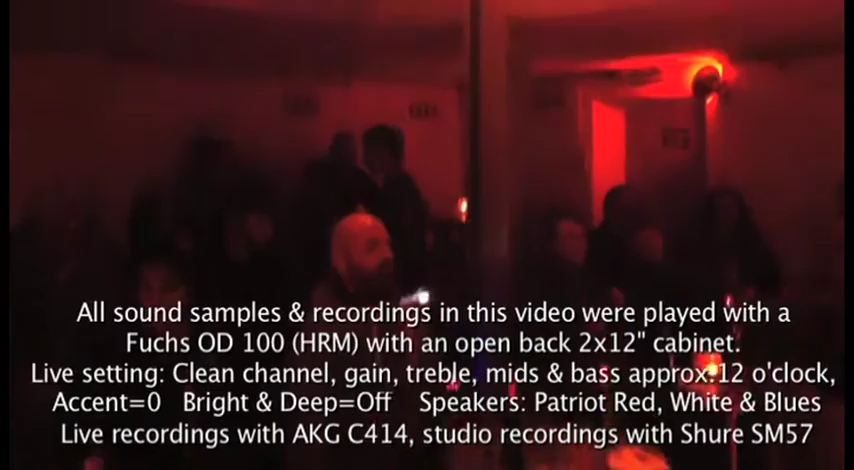 All sound samples & recordings in this video were played with a
Fuchs OD 100 (HRM) with an open back 2x12" cabinet.
Live setting: Clean channel, gain, treble, mids & bass approx.12 o'clock,
Accent=0 Bright & Deep=Off Speakers: Patriot Red, White & Blues
Live recordings with AKG C414, studio recordings with Shure SM57